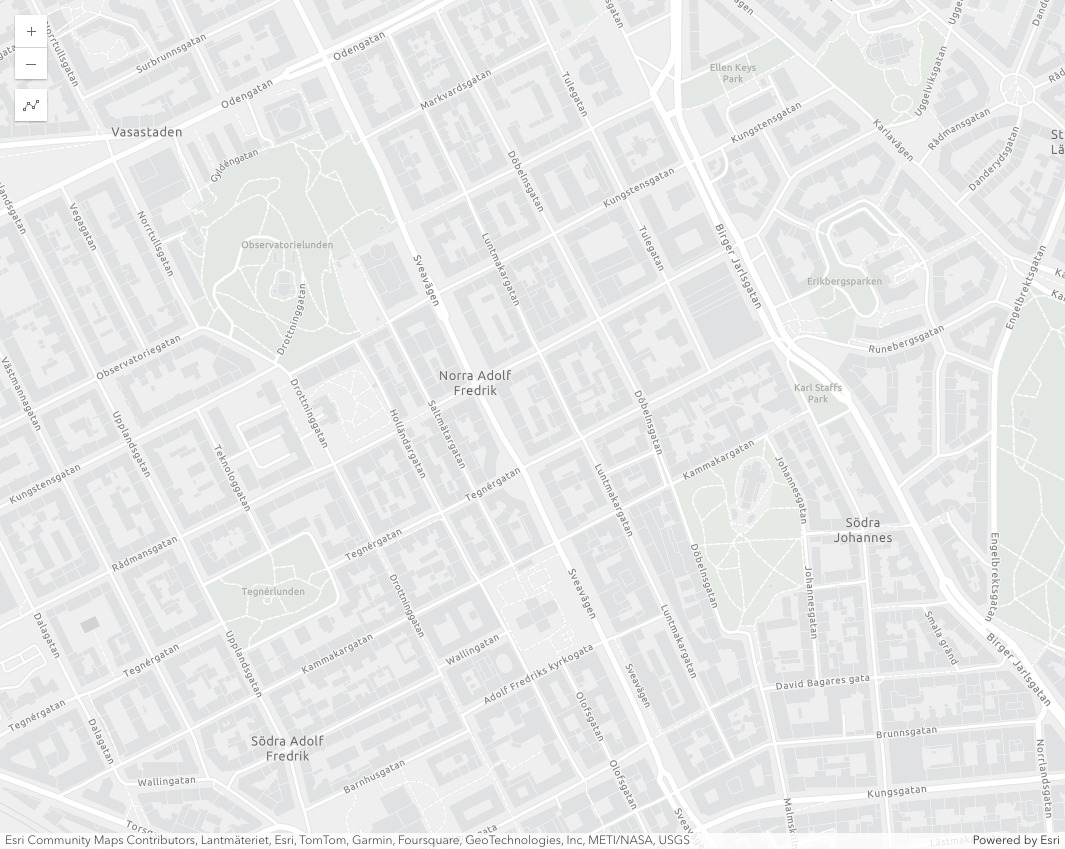 Norrtullsgatan
Surbrunnsgatan
Odengatan
Odengatan
Markvardsgatan
Tulegatan
Ellen Keys
Park
Kungstensgatan
Uggelviksgatan
Karlavägen
Rådmansgatan
Danderydsgatan
Vasastaden
Gyldéngatan
Döbelnsgatan
Kungstensgatan
Vegagatan
Norrtullsgatan
Observatorielunden
Sveavägen
Luntmakargatan
Tulegatan
Birger Jarlsgatan
Erikbergsparken
Engelbrektsgatan
Drottninggatan
Observatoriegatan
Runebergsgatan
Västmannagatan
Norra Adolf
Fredrik
Karl Staffs
Park
Drottninggatan
Upplandsgatan
Holländargatan
Saltmätargatan
Döbelnsgatan
Teknologgatan
Kungstensgatan
Tegnérgatan
Luntmakargatan
Kammakargatan
Johannesgatan
Södra
Johannes
Rådmansgatan
Tegnérgatan
Tegnérlunden
Drottninggatan
Sveavägen
Döbelnsgatan
Johannesgatan
Engelbrektsgatan
Dalagatan
Upplandsgatan
Tegnérgatan
Kammakargatan
Wallingatan
Adolf Fredriks kyrkogata
Luntmakargatan
Smala gränd
Birger Jarlsgatan
David Bagares gata
Sveavägen
Olofsgatan
Tegnérgatan
Dalagatan
Södra Adolf
Fredrik
Brunnsgatan
Wallingatan
Barnhusgatan
Olofsgatan
Kungsgatan
Norrlandsgatan
Esri Community Maps Contributors, Lantmäteriet, Esri, TomTom, Garmin, Foursquare, GeoTechnologies, Inc, METI/NASA, USGS
Powered by Esri